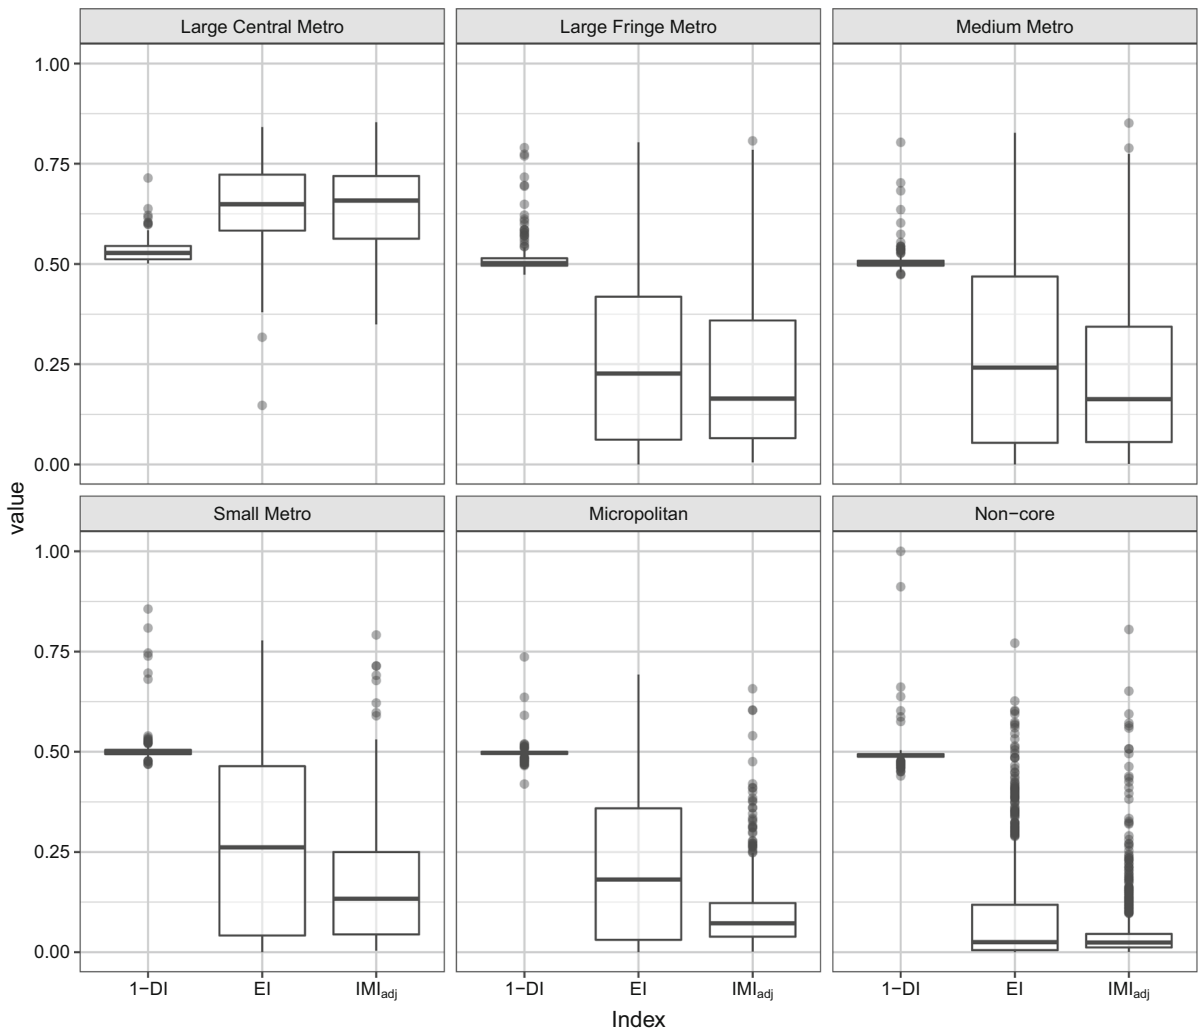 Large Central Metro
Large Fringe Metro
Medium Metro
1.00
0.75
0.50
0.25
0.00
value
Small Metro
Micropolitan
Non−core
1.00
0.75
0.50
0.25
0.00
1−DI EI IMIadj
1−DI EI IMIadj
1−DI EI IMIadj
Index